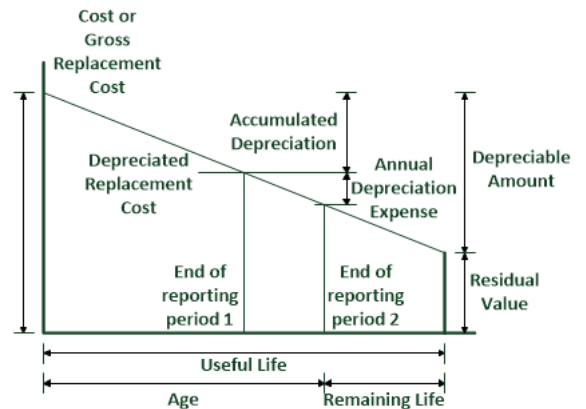 Cost or
Gross
Replacement
Cost
Accumulated
Depreciation
Depreciated
Replacement
Cost
Annual
Depreciation
Expense
Depreciable
Amount
End of
reporting
period 1
End of
reporting
period 2
Residual
Value
Useful Life
Age
Remaining Life